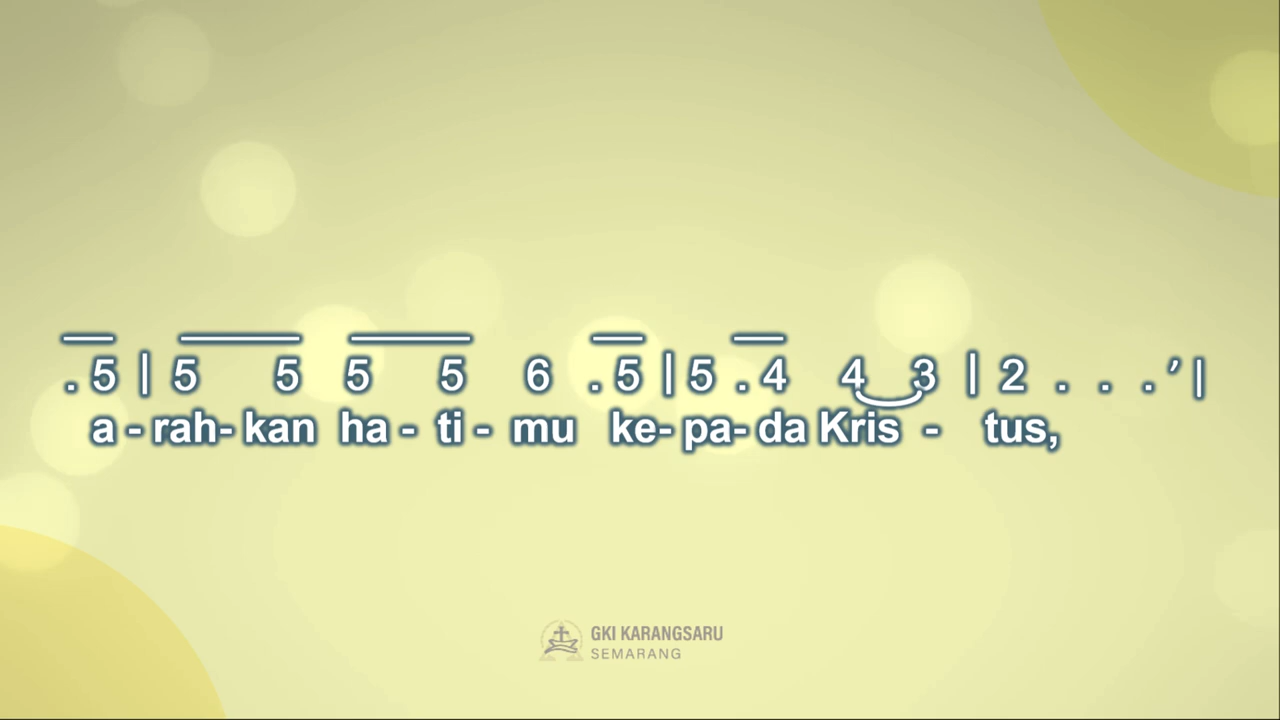 . 5 | 5 5 5 5 6 . 5 | 5 . 4 4 3 | 2 . . . ’ |
a - rah- kan ha - ti - mu ke- pa- da Kris - tus,
GKI KARANGSARU
SEMARANG